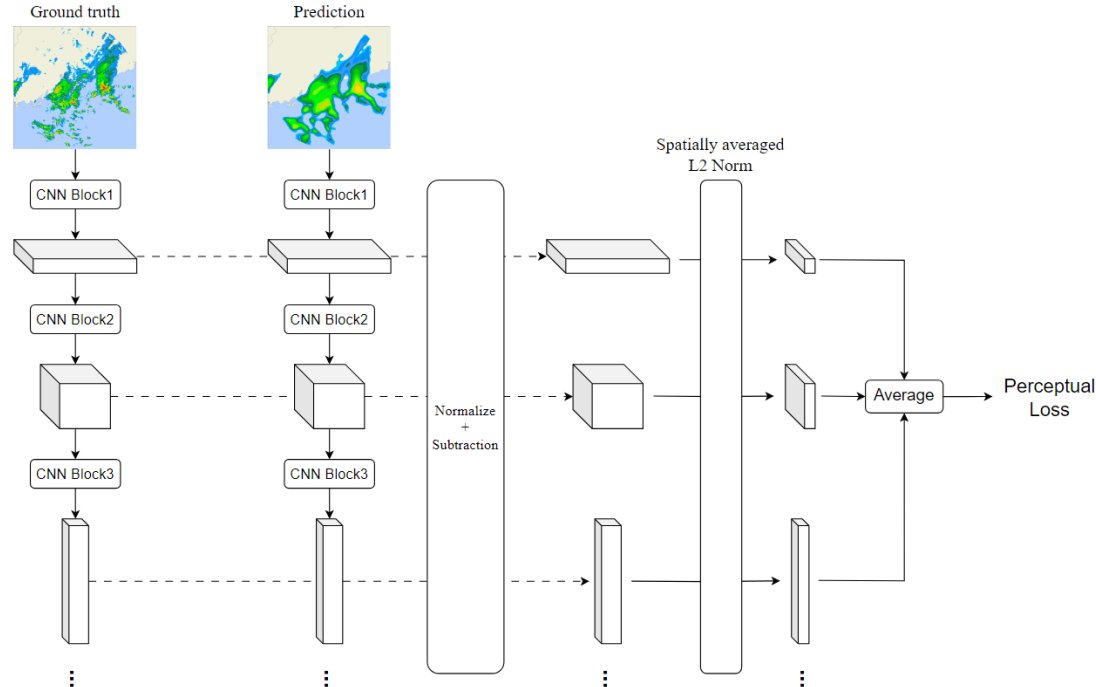 Ground truth
Prediction
Spatially averaged
L2 Norm
CNN Block1
CNN Block1
CNN Block2
CNN Block2
Normalize
+
Subtraction
Average
Perceptual
Loss
CNN Block3
CNN Block3